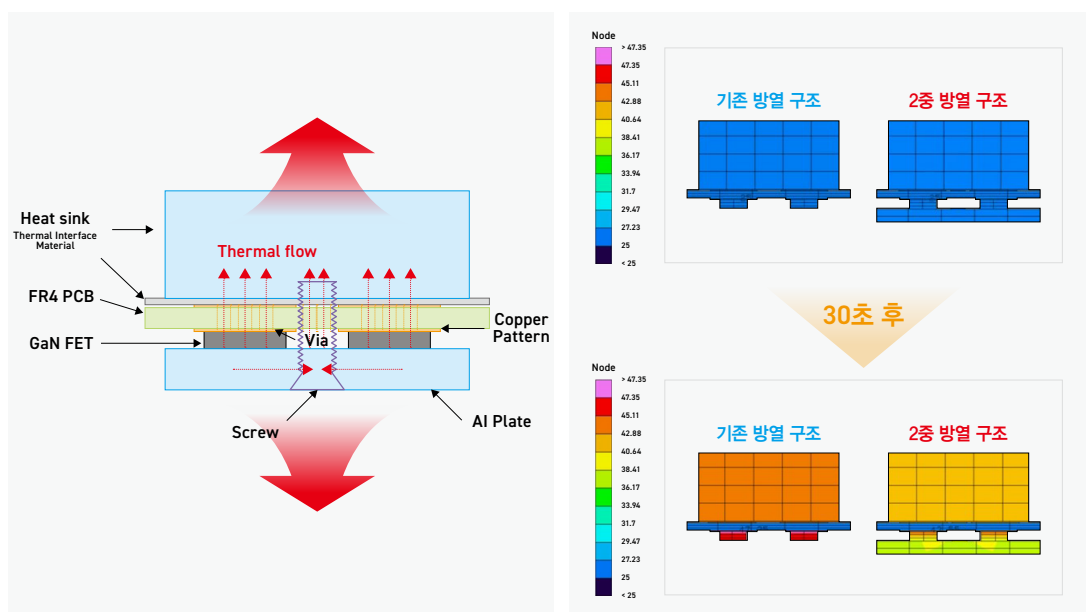 Heat sink
Thermal Interface
Material
FR4 PCB
GaN FET
Thermal flow
Via
Copper
Pattern
Screw
Al Plate
Node
> 47.35
47.35
45.11
42.88
40.64
38.41
36.17
33.94
31.7
29.47
27.23
25
< 25
기존 방열 구조
2중 방열 구조
30초 후
Node
> 47.35
47.35
45.11
42.88
40.64
38.41
36.17
33.94
31.7
29.47
27.23
25
< 25
기존 방열 구조
2중 방열 구조